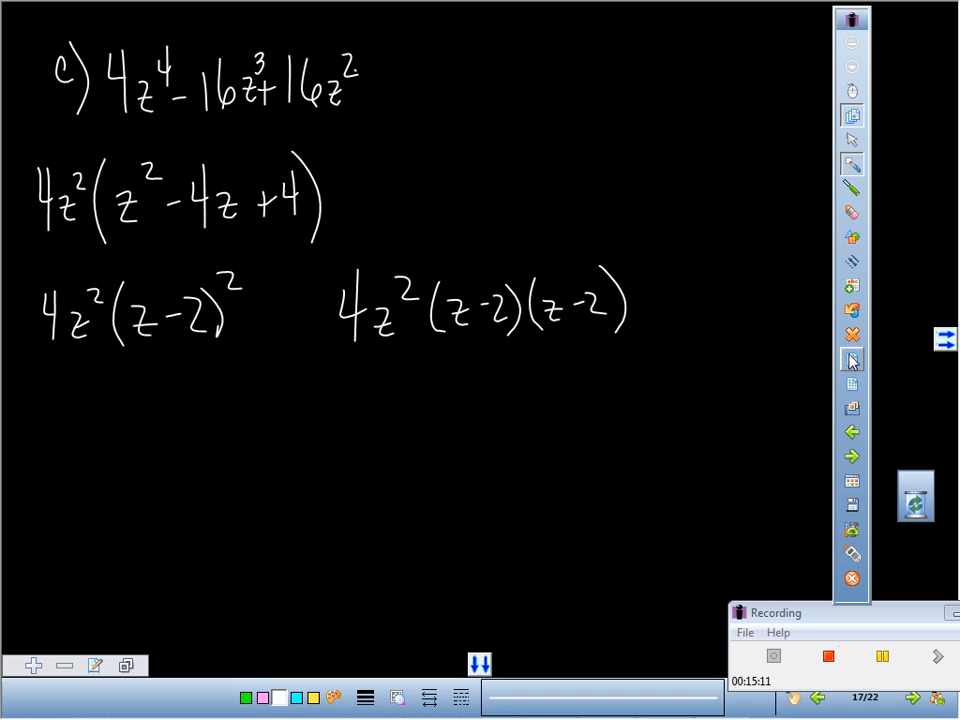 c) 4z⁴ - 16z³ + 16z²
4z²(z² - 4z + 4)
4z²(z - 2)² 4z²(z - 2)(z - 2)
Recording
File Help
00:15:11
17/22